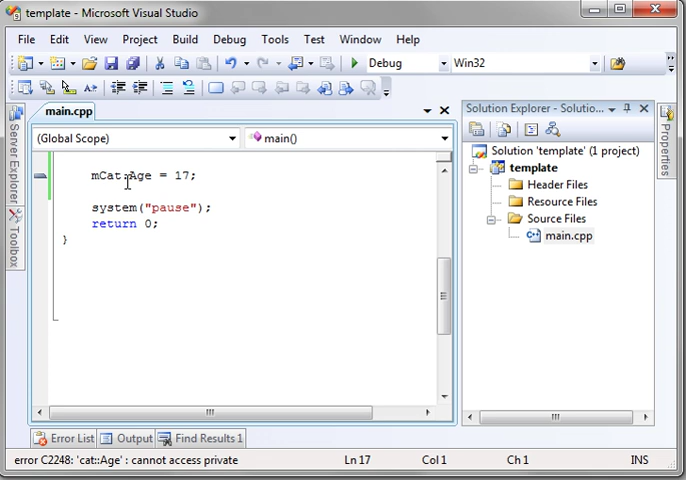 template - Microsoft Visual Studio
File Edit View Project Build Debug Tools Test Window Help
Debug Win32
main.cpp
Solution Explorer - Solutio...
(Global Scope) main()
Solution 'template' (1 project)
template
Header Files
Resource Files
Source Files
main.cpp
Server Explorer
Toolbox
Properties
mCat:Age = 17;
system("pause");
return 0;
}
Error List Output Find Results 1
error C2248: 'cat::Age' : cannot access private Ln 17 Col 1 Ch 1 INS